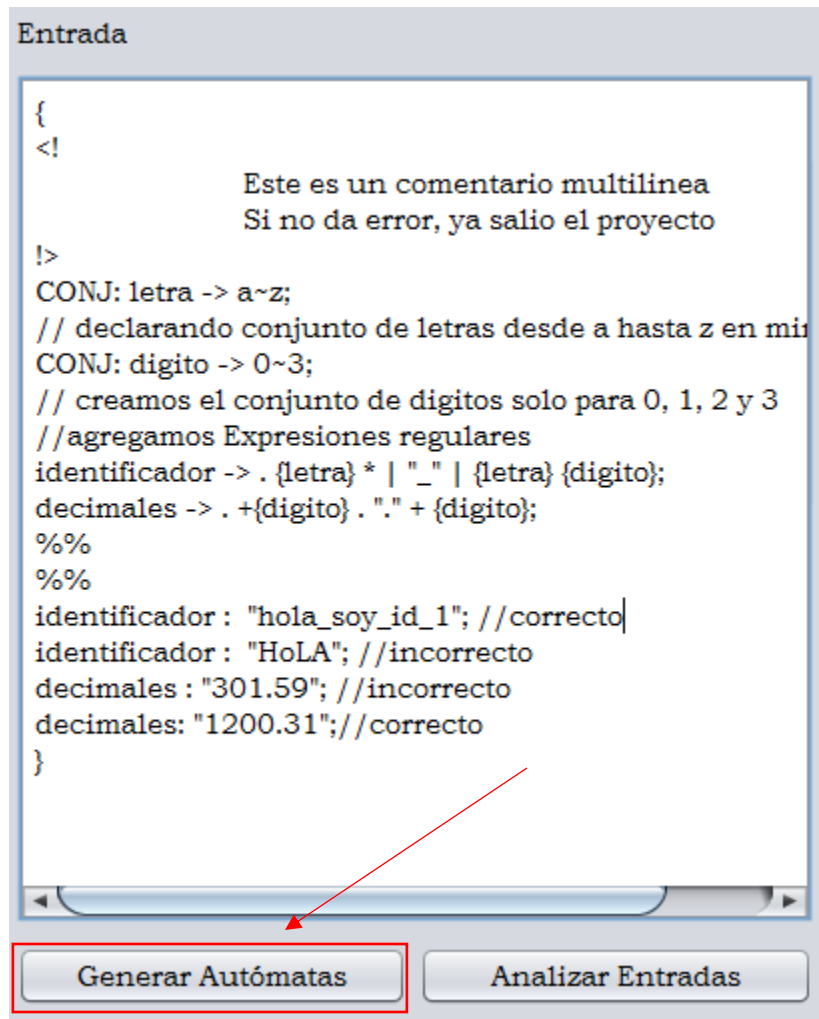 Entrada
{
<!
Este es un comentario multilinea
Si no da error, ya salio el proyecto
!>
CONJ: letra -> a~z;
// declarando conjunto de letras desde a hasta z en
CONJ: digito -> 0~3;
// creamos el conjunto de digitos solo para 0, 1, 2 y 3
//agregamos Expresiones regulares
identificador -> . {letra} * | "_" | {letra} {digito};
decimales -> . +{digito} . "." + {digito};
%%
%%
identificador :  "hola_soy_id_1"; //correcto
identificador :  "HoLA"; //incorrecto
decimales : "301.59"; //incorrecto
decimales: "1200.31";//correcto
}
Generar Autómatas
Analizar Entradas